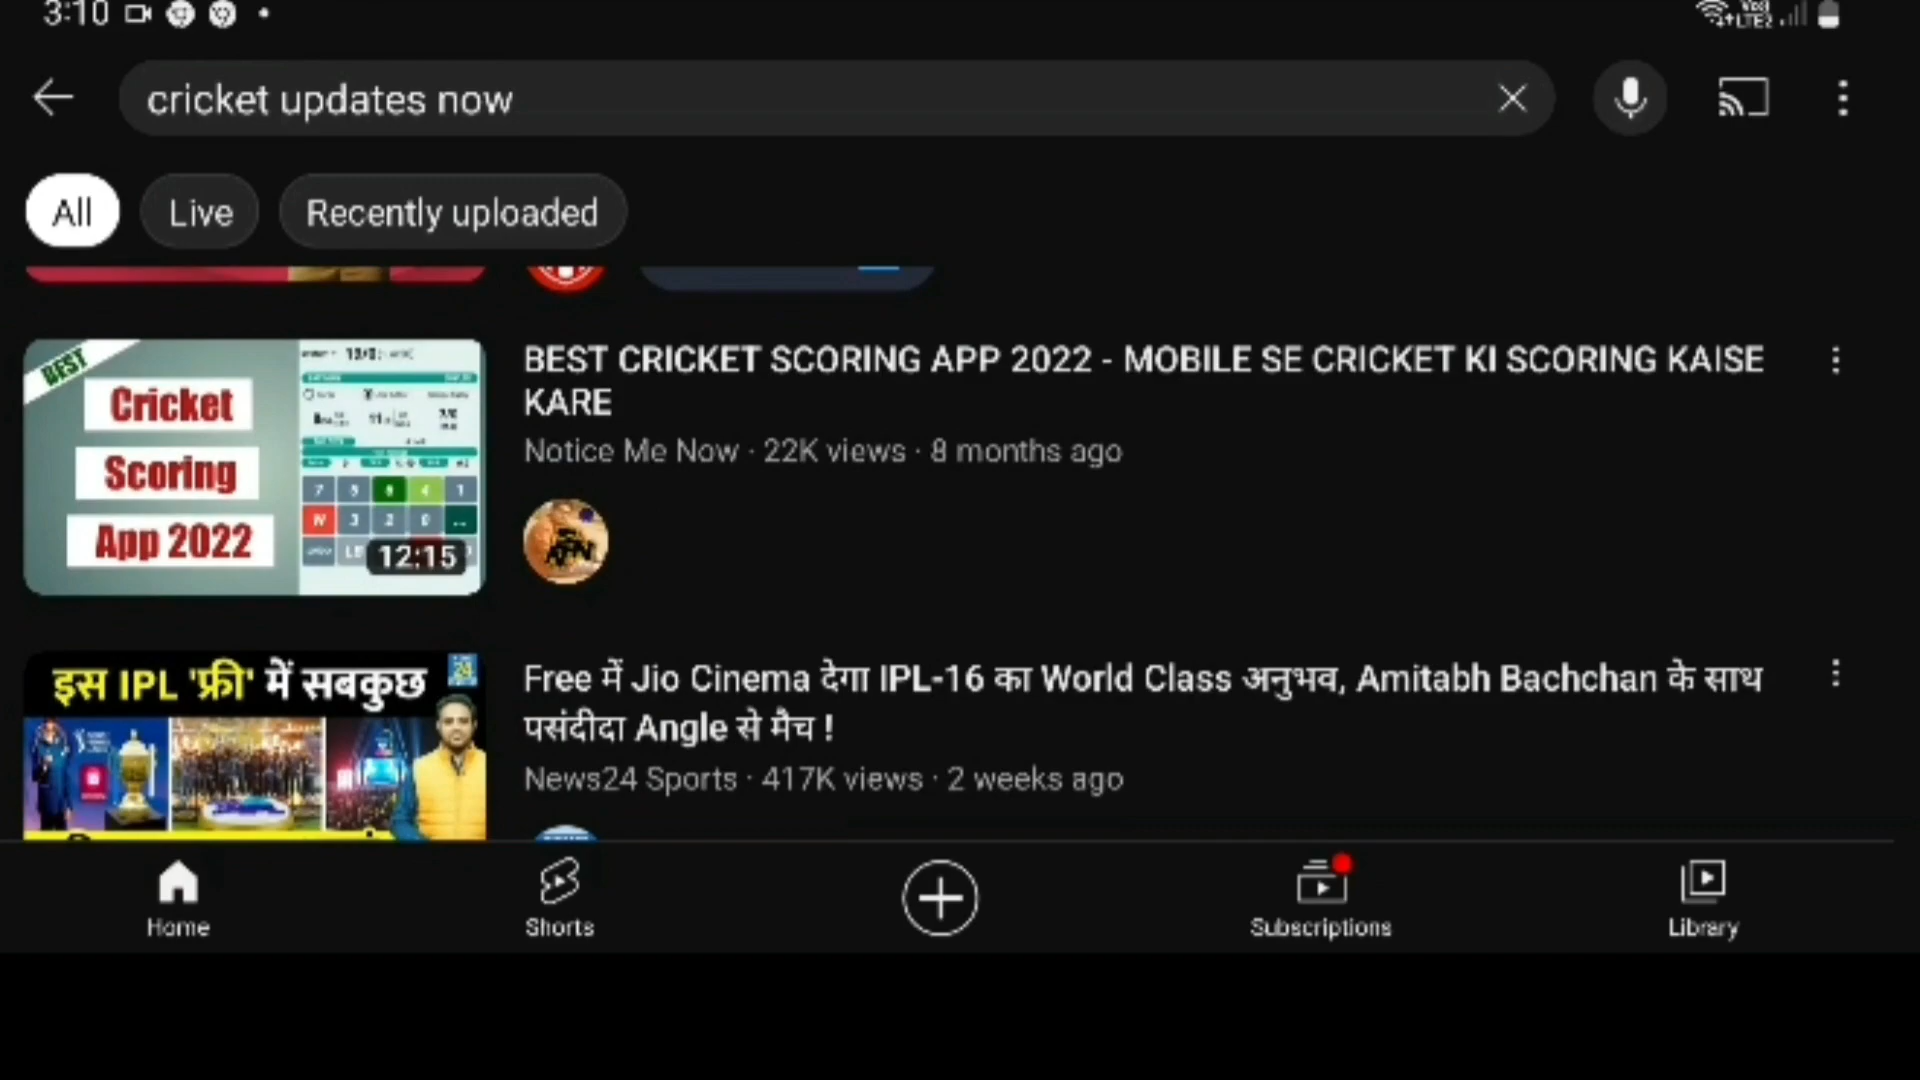 3:10
LTE2
cricket updates now
All
Live
Recently uploaded
BEST
Cricket
Scoring
App 2022
12:15
BEST CRICKET SCORING APP 2022 - MOBILE SE CRICKET KI SCORING KAISE
KARE
Notice Me Now · 22K views · 8 months ago
इस IPL 'फ्री' में सबकुछ
24
Free में Jio Cinema देगा IPL-16 का World Class अनुभव, Amitabh Bachchan के साथ
पसंदीदा Angle से मैच !
News24 Sports · 417K views · 2 weeks ago
Home
Shorts
Subscriptions
Library